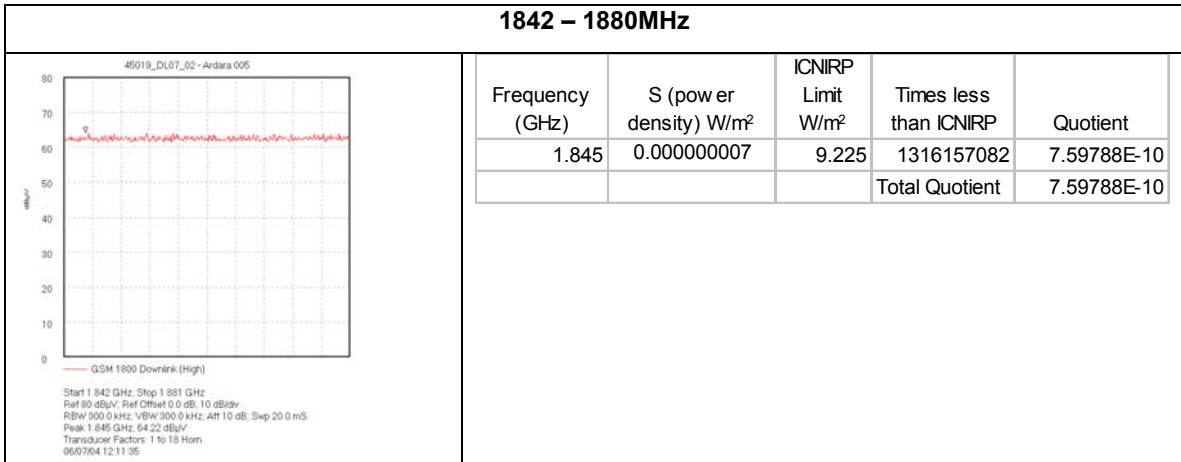 1842 – 1880MHz
45019_DL07_02 - Ardara 005
80
70
60
50
40
30
20
10
0
dBµV
GSM 1800 Downlink (High)
Start 1.842 GHz; Stop 1.881 GHz
Ref 80 dBµV; Ref Offset 0.0 dB; 10 dB/div
RBW 300.0 kHz; VBW 300.0 kHz; Att 10 dB; Swp 20.0 mS
Peak 1.845 GHz, 64.22 dBµV
Transducer Factors: 1 to 18 Horn
06/07/04 12:11:35
Frequency (GHz) S (power density) W/m² ICNIRP Limit W/m² Times less than ICNIRP Quotient
1.845 0.000000007 9.225 1316157082 7.59788E-10
Total Quotient 7.59788E-10